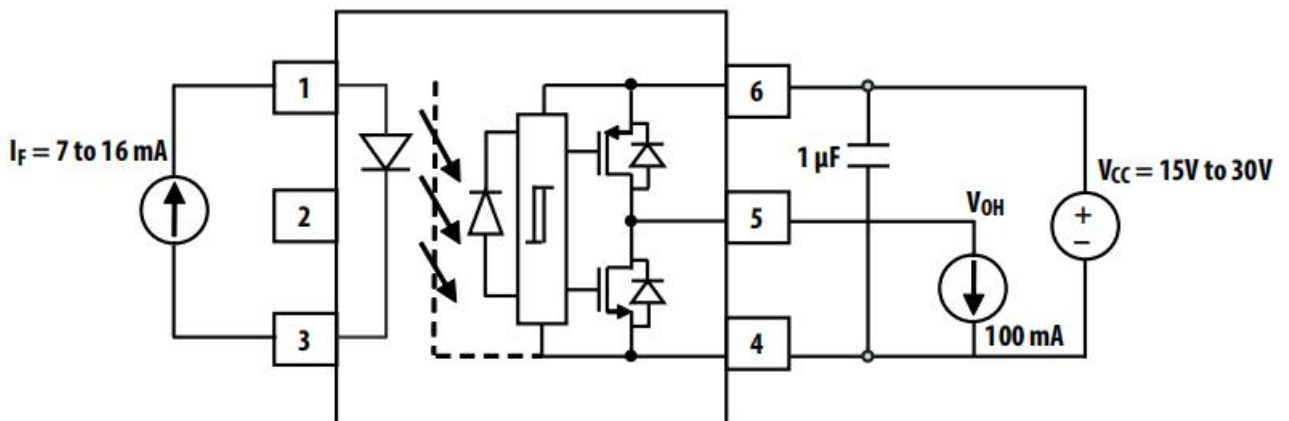 1
6
I_F = 7 to 16 mA
1 µF
V_CC = 15V to 30V
2
5
V_OH
+
−
3
4
100 mA